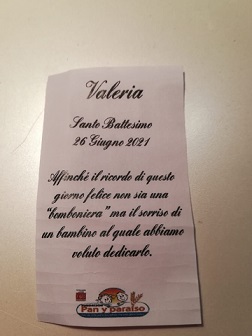 Valeria
Santo Battesimo
26 Giugno 2021
Affinché il ricordo di questo
giorno felice non sia una
"bomboniera" ma il sorriso di
un bambino al quale abbiamo
voluto dedicarlo.
Pan y paraiso